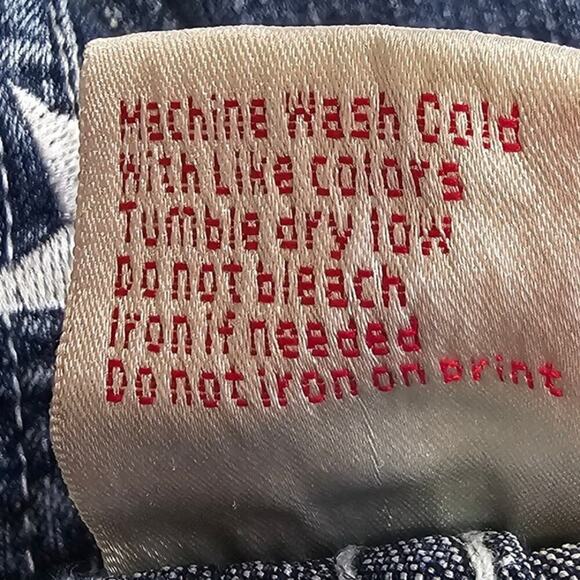 Machine Wash Cold
With Like colors
Tumble dry low
Do not bleach
Iron if needed
Do not iron on print